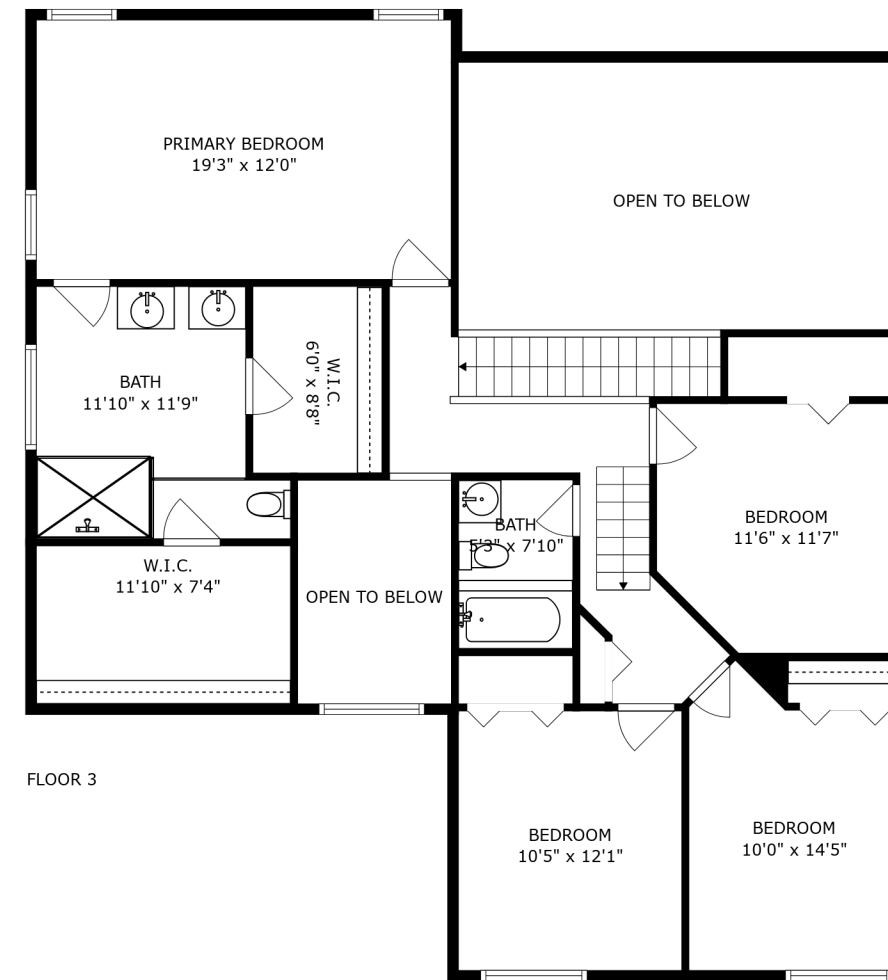 PRIMARY BEDROOM
19'3" x 12'0"
OPEN TO BELOW
W.I.C.
6'0" x 8'8"
BATH
11'10" x 11'9"
BATH
5'3" x 7'10"
BEDROOM
11'6" x 11'7"
W.I.C.
11'10" x 7'4"
OPEN TO BELOW
FLOOR 3
BEDROOM
10'5" x 12'1"
BEDROOM
10'0" x 14'5"